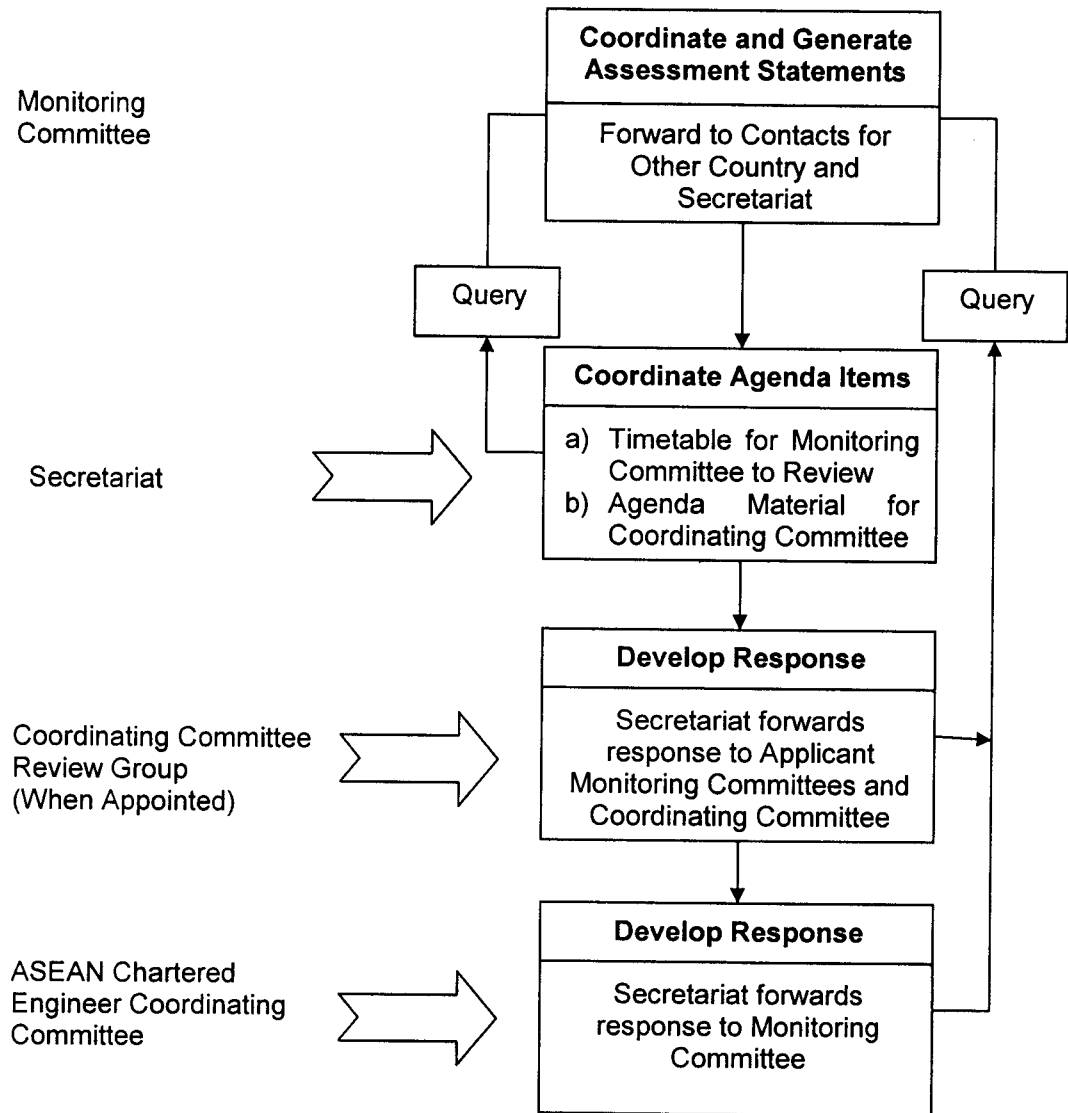 Coordinate and Generate
Assessment Statements
Monitoring
Committee
Forward to Contacts for
Other Country and
Secretariat
Query
Query
Coordinate Agenda Items
a) Timetable for Monitoring
Committee to Review
b) Agenda Material for
Coordinating Committee
Secretariat
Develop Response
Secretariat forwards
response to Applicant
Monitoring Committees and
Coordinating Committee
Coordinating Committee
Review Group
(When Appointed)
Develop Response
Secretariat forwards
response to Monitoring
Committee
ASEAN Chartered
Engineer Coordinating
Committee